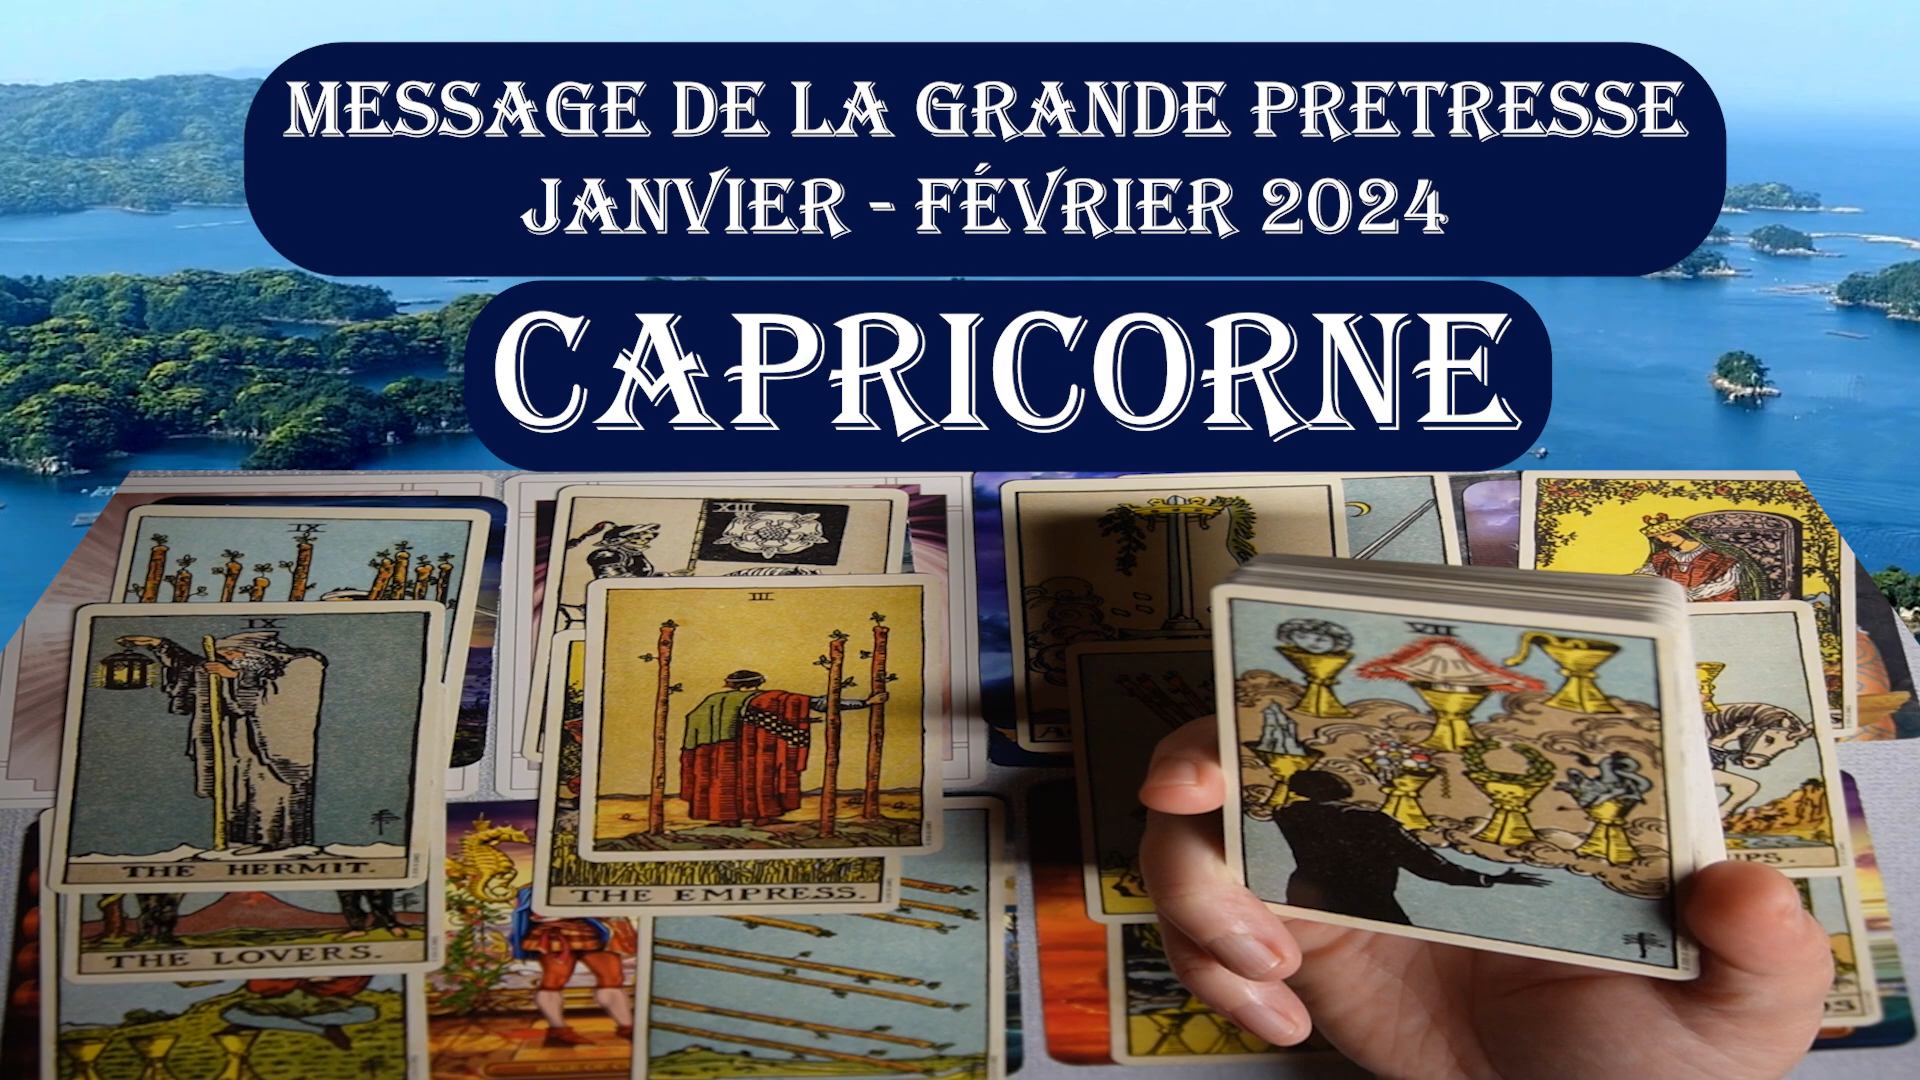 MESSAGE DE LA GRANDE PRETRESSE
JANVIER - FÉVRIER 2024
CAPRICORNE
IX
XIII
IX
III
VII
THE HERMIT.
THE EMPRESS.
THE LOVERS.